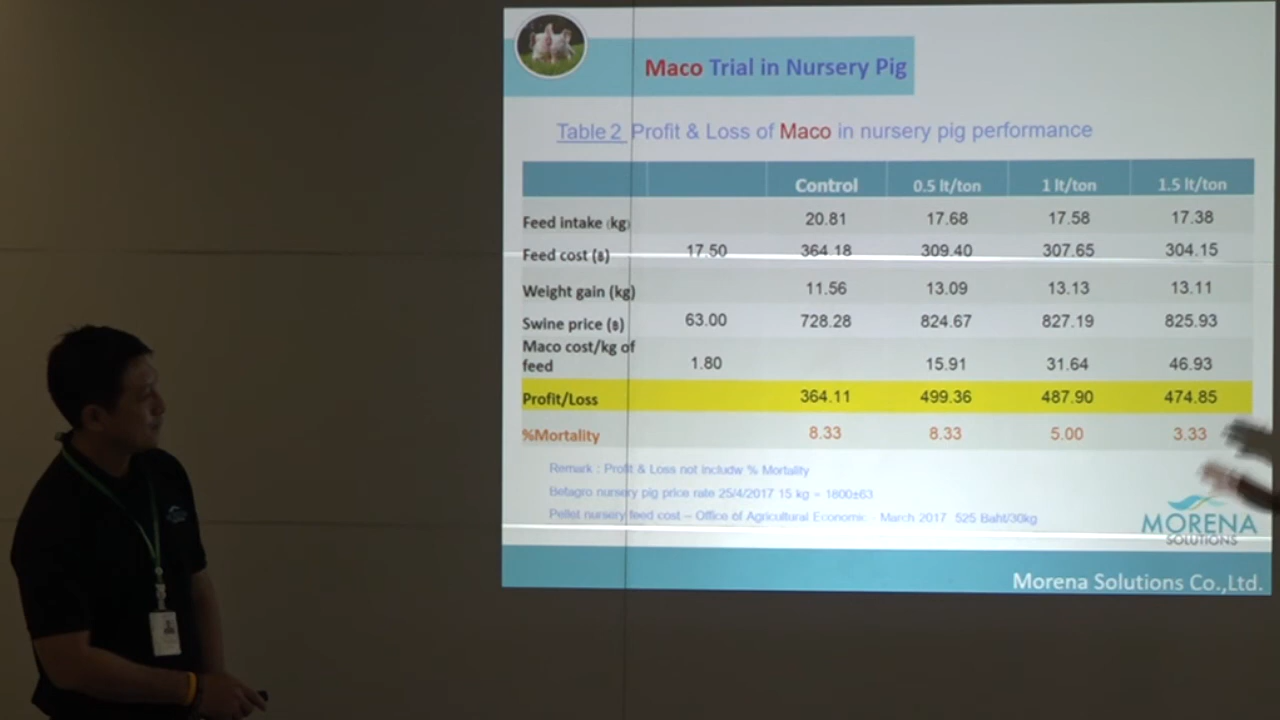 Maco Trial in Nursery Pig
Table 2 Profit & Loss of Maco in nursery pig performance
Control 0.5 lt/ton 1 lt/ton 1.5 lt/ton
Feed intake (kg) 20.81 17.68 17.58 17.38
Feed cost (฿) 17.50 364.18 309.40 307.65 304.15
Weight gain (kg) 11.56 13.09 13.13 13.11
Swine price (฿) 63.00 728.28 824.67 827.19 825.93
Maco cost/kg of
feed 1.80 15.91 31.64 46.93
Profit/Loss 364.11 499.36 487.90 474.85
%Mortality 8.33 8.33 5.00 3.33
Remark : Profit & Loss not includw % Mortality
Betagro nursery pig price rate 25/4/2017 15 kg = 1800±63
Pellet nursery feed cost – Office of Agricultural Economic March 2017 525 Baht/30kg
MORENA
SOLUTIONS
Morena Solutions Co.,Ltd.